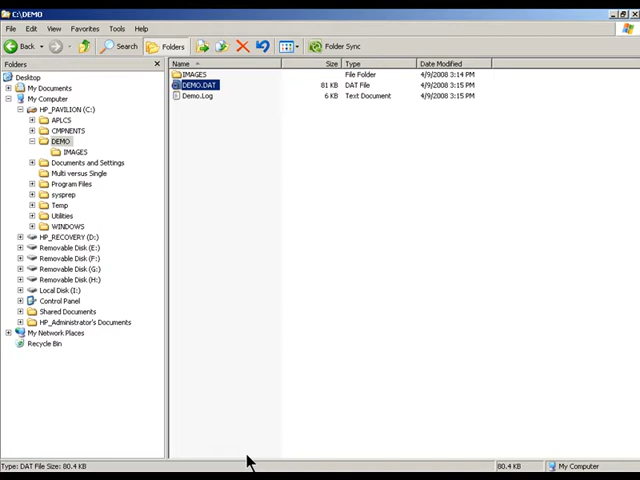 C:\DEMO
File Edit View Favorites Tools Help
Back Search Folders Folder Sync
Folders
Name Size Type Date Modified
Desktop
My Documents
My Computer
HP_PAVILION (C:)
APLCS
CMPNENTS
DEMO
IMAGES
Documents and Settings
Multi versus Single
Program Files
sysprep
Temp
Utilities
WINDOWS
HP_RECOVERY (D:)
Removable Disk (E:)
Removable Disk (F:)
Removable Disk (G:)
Removable Disk (H:)
Local Disk (I:)
Control Panel
Shared Documents
HP_Administrator's Documents
My Network Places
Recycle Bin
IMAGES File Folder 4/9/2008 3:14 PM
DEMO.DAT 81 KB DAT File 4/9/2008 3:15 PM
Demo.Log 6 KB Text Document 4/9/2008 3:15 PM
Type: DAT File Size: 80.4 KB 80.4 KB My Computer